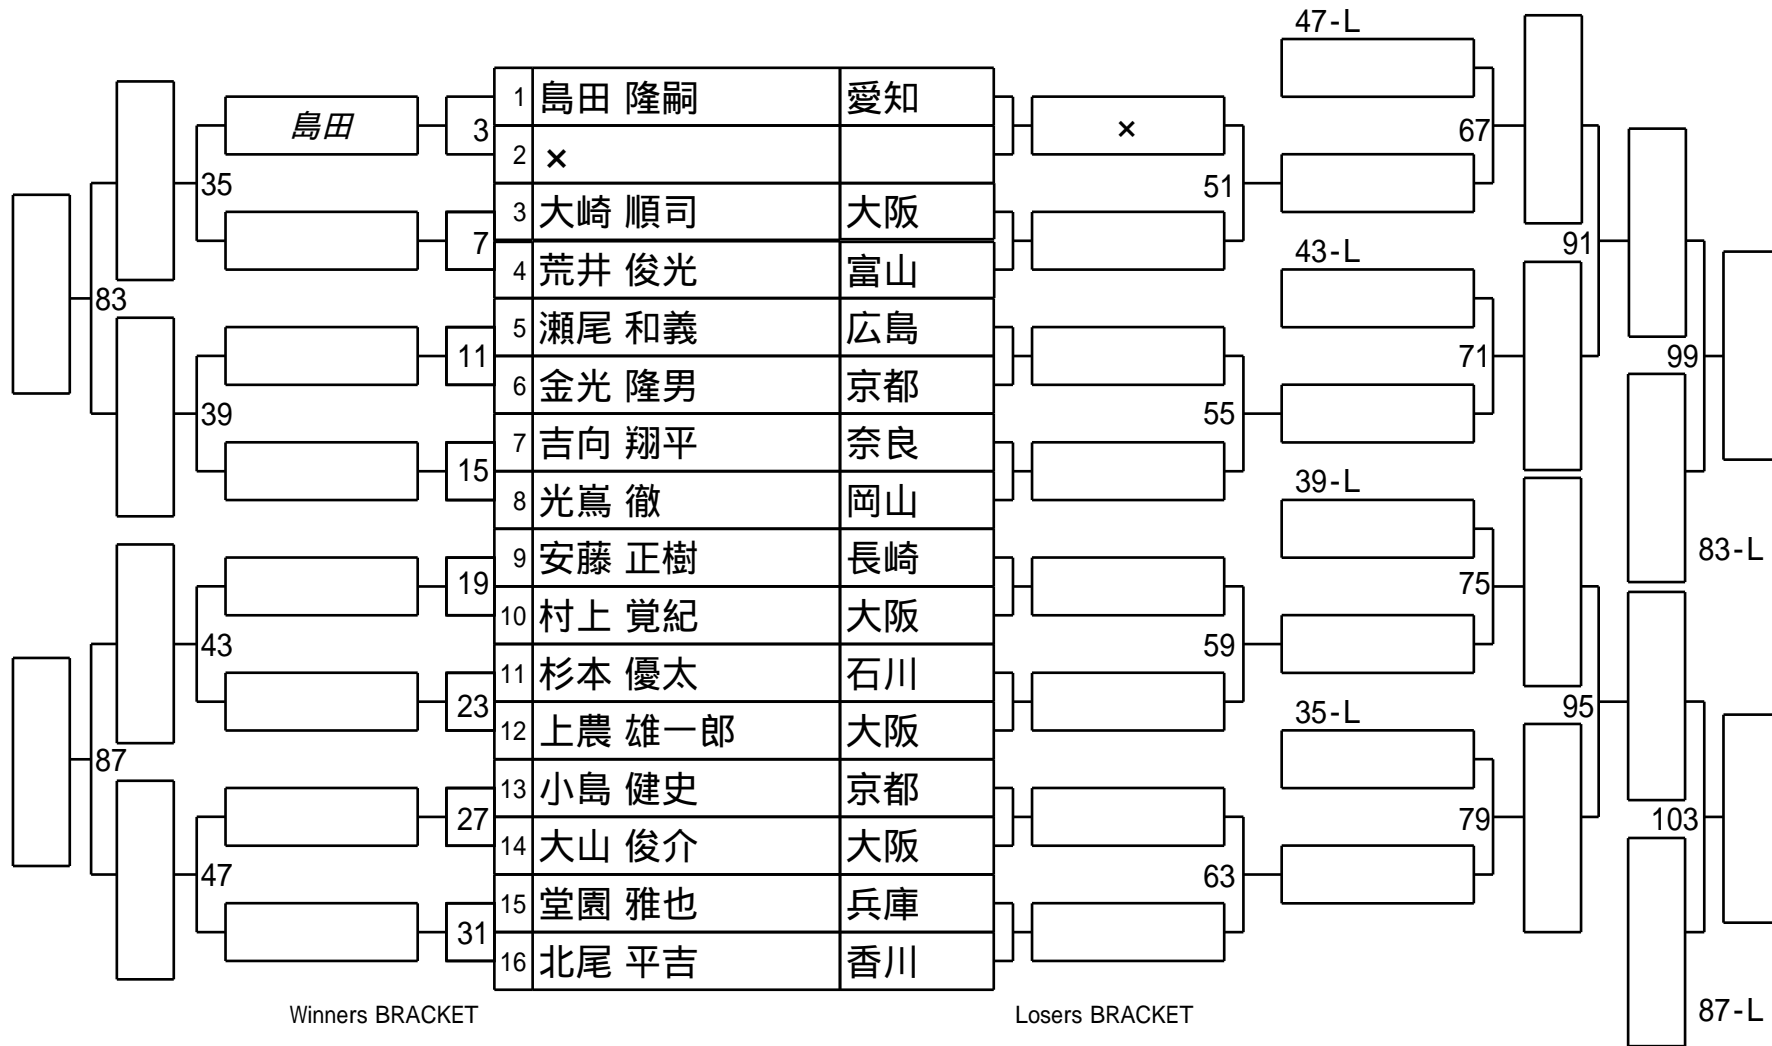 47-L
1 島田 隆嗣 愛知
島田 3 × 67
2 ×
35 51
3 大崎 順司 大阪
7 91
4 荒井 俊光 富山 43-L
83
5 瀬尾 和義 広島
11 71 99
6 金光 隆男 京都
39 55
7 吉向 翔平 奈良
15 39-L
8 光嶌 徹 岡山
9 安藤 正樹 長崎 83-L
19 75
10 村上 覚紀 大阪
43 59
11 杉本 優太 石川
23 35-L 95
12 上農 雄一郎 大阪
87
13 小島 健史 京都
27 79 103
14 大山 俊介 大阪
47 63
15 堂園 雅也 兵庫
31
16 北尾 平吉 香川
Winners BRACKET Losers BRACKET 87-L